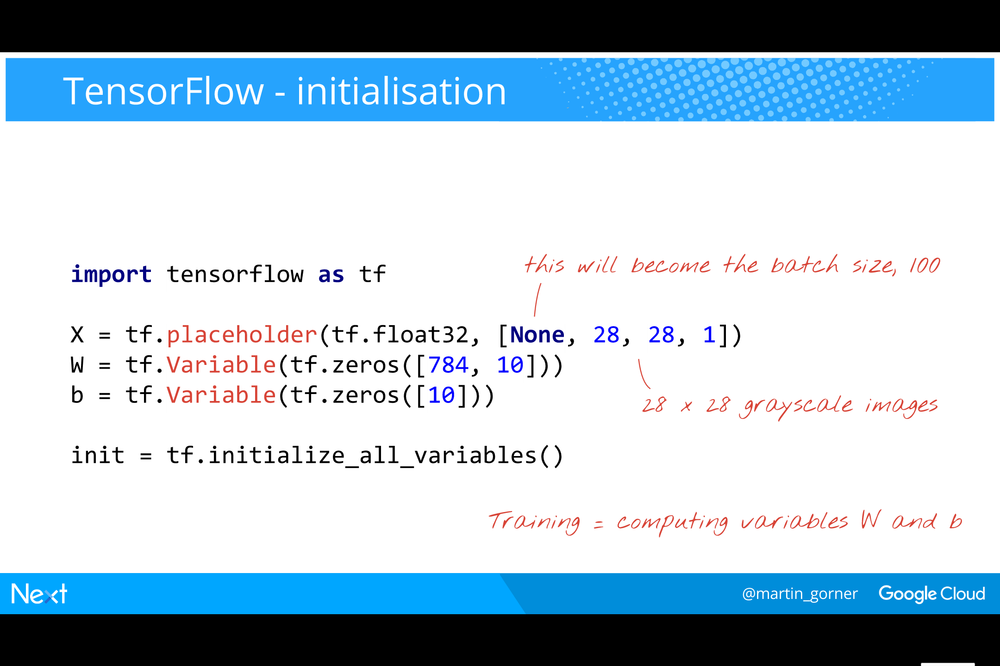 TensorFlow - initialisation
this will become the batch size, 100
import tensorflow as tf
X = tf.placeholder(tf.float32, [None, 28, 28, 1])
W = tf.Variable(tf.zeros([784, 10]))
b = tf.Variable(tf.zeros([10]))
28 x 28 grayscale images
init = tf.initialize_all_variables()
Training = computing variables W and b
Next
@martin_gorner Google Cloud